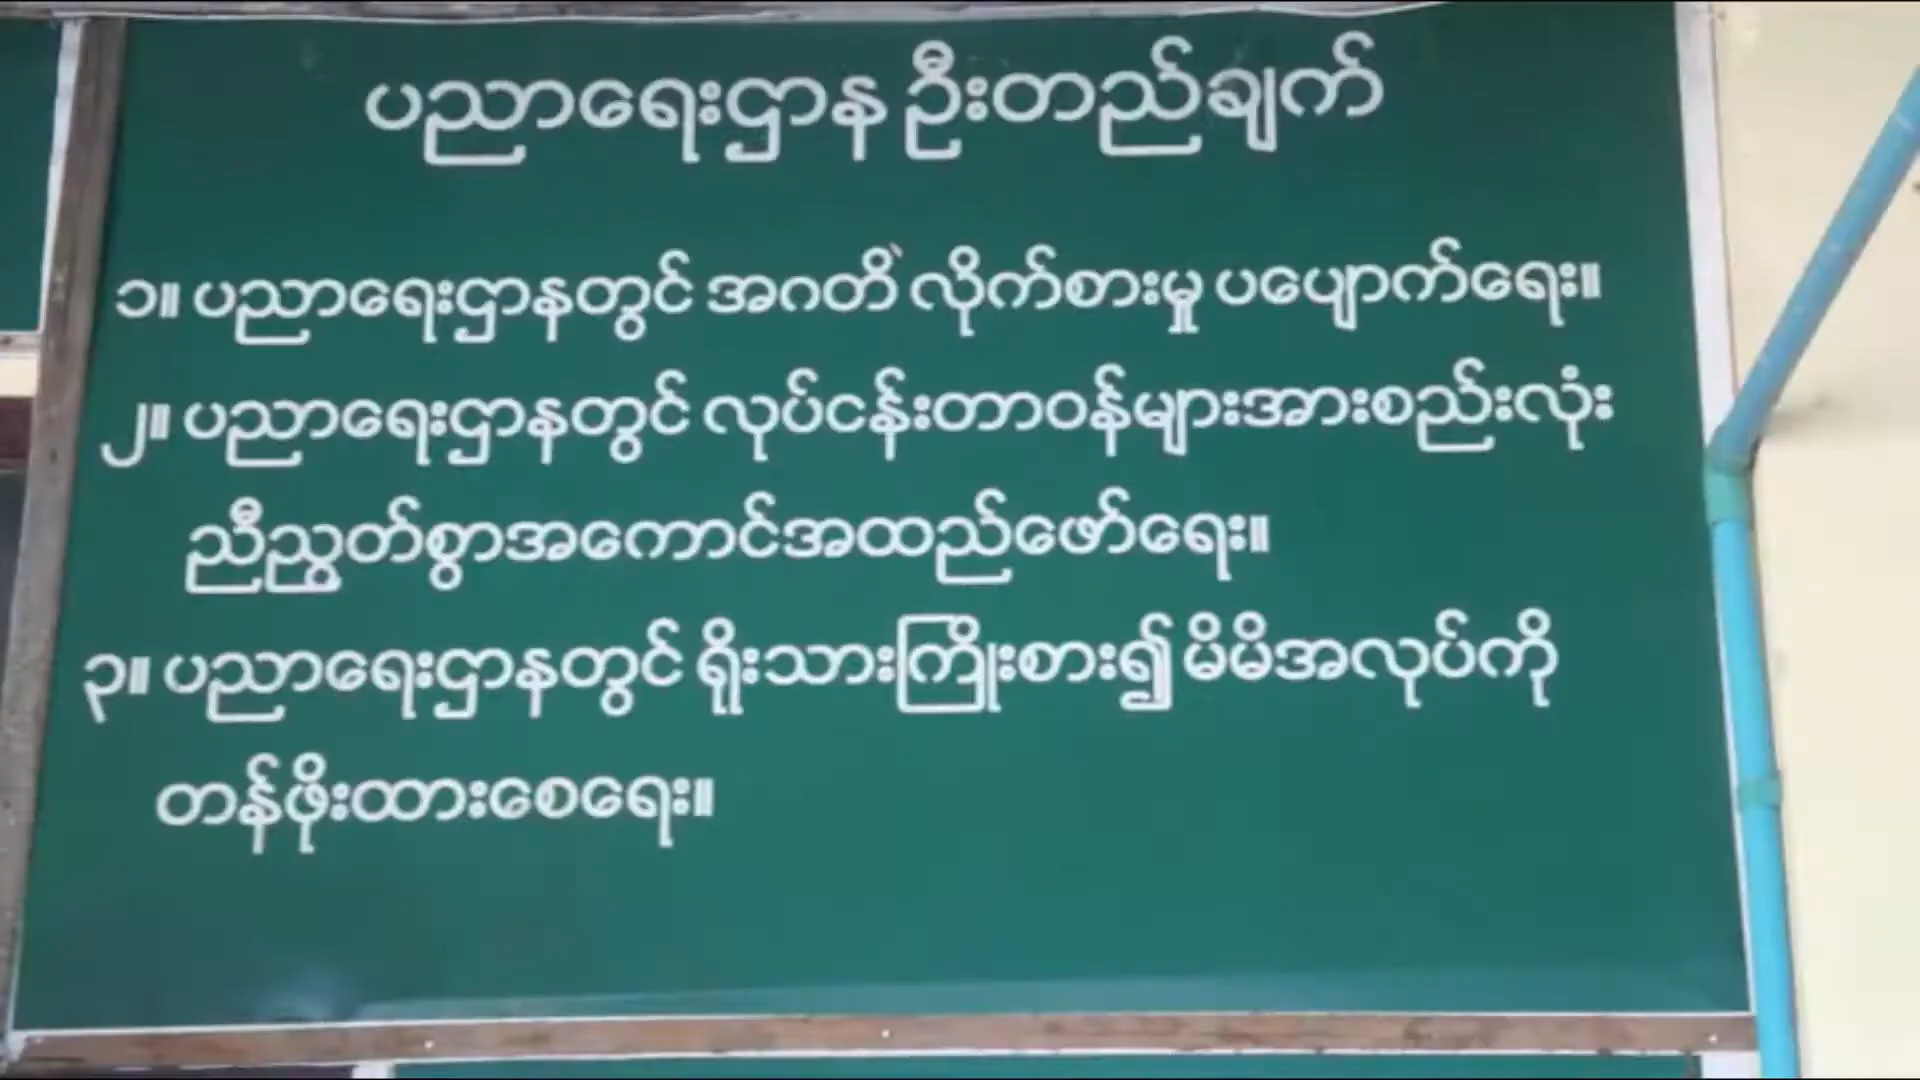 ပညာရေးဌာန ဦးတည်ချက်
၁။ ပညာရေးဌာနတွင် အဂတိ လိုက်စားမှု ပပျောက်ရေး။
၂။ ပညာရေးဌာနတွင် လုပ်ငန်းတာဝန်များအားစည်းလုံး
ညီညွှတ်စွာအကောင်အထည်ဖော်ရေး။
၃။ ပညာရေးဌာနတွင် ရိုးသားကြိုးစား၍ မိမိအလုပ်ကို
တန်ဖိုးထားစေရေး။